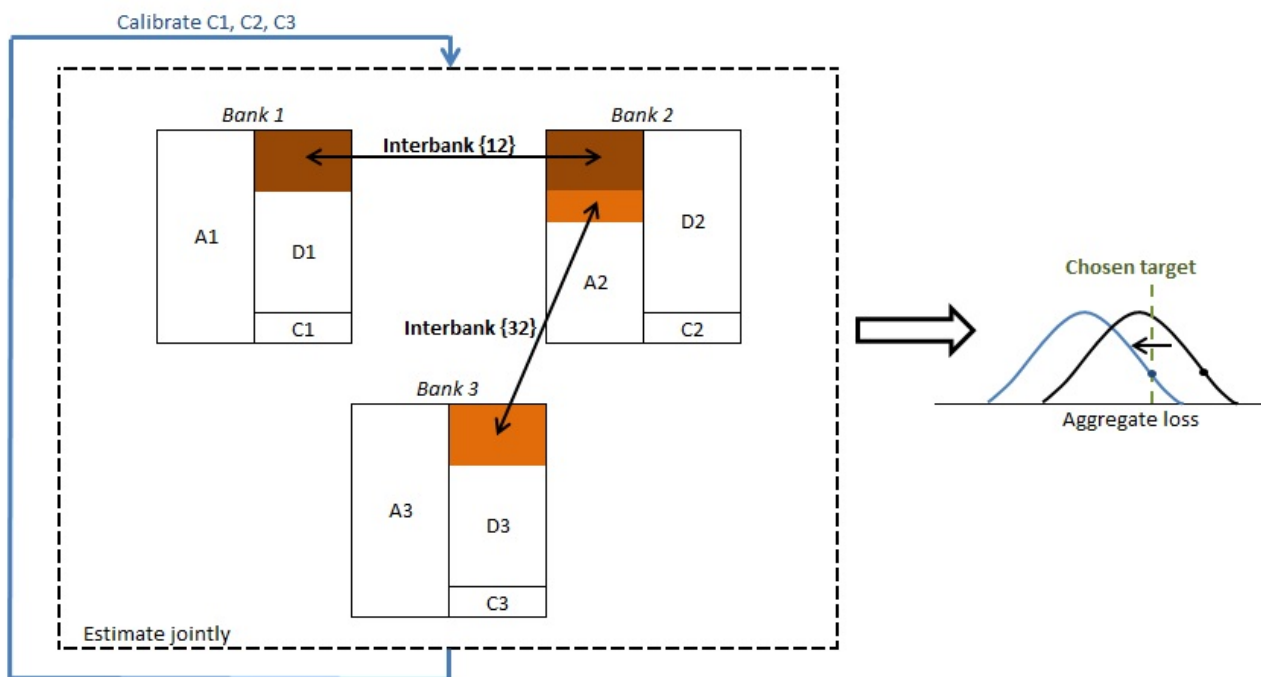 Calibrate C1, C2, C3
Bank 1
Bank 2
Interbank {12}
A1
D1
C1
D2
A2
C2
Interbank {32}
Bank 3
A3
D3
C3
Estimate jointly
Chosen target
Aggregate loss